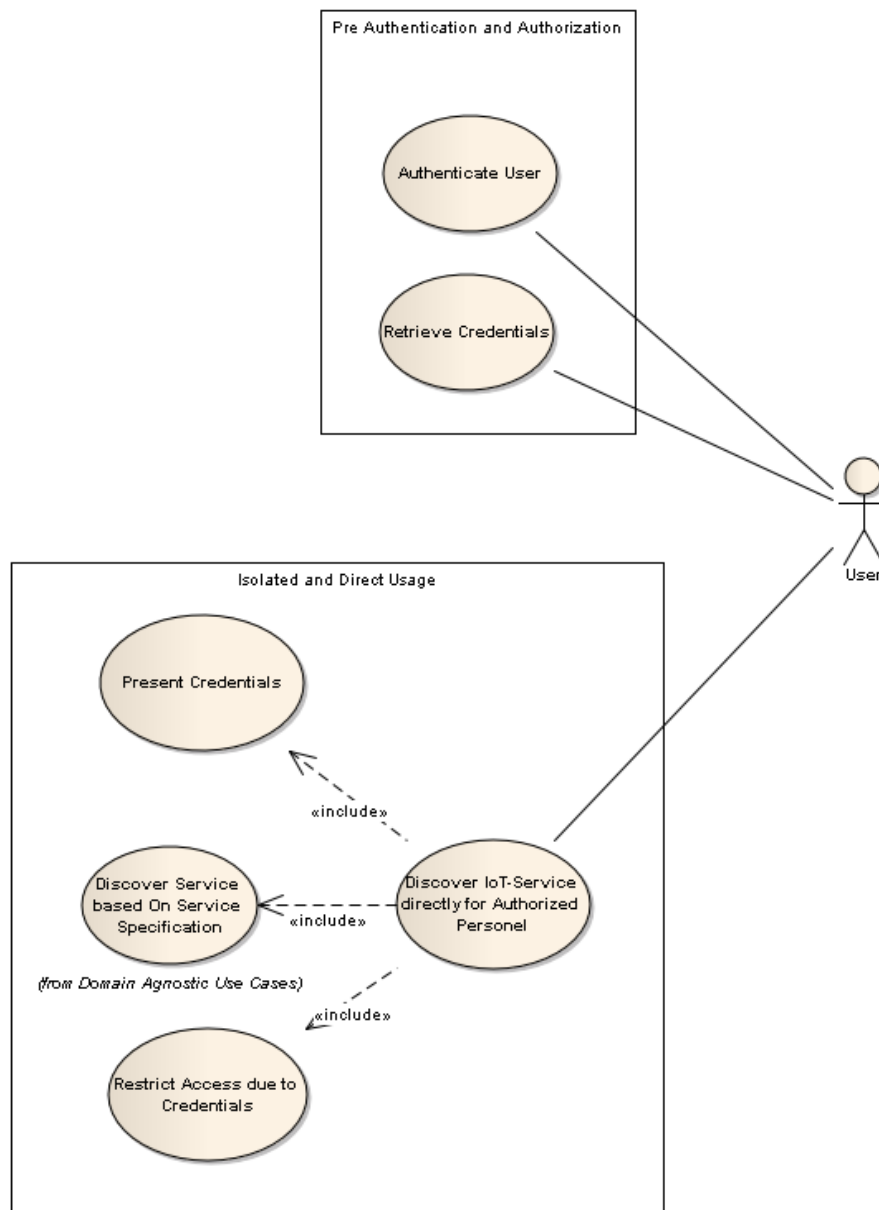 Pre Authentication and Authorization
Authenticate User
Retrieve Credentials
User
Isolated and Direct Usage
Present Credentials
«include»
Discover Service
based On Service
Specification
«include»
Discover IoT-Service
directly for Authorized
Personel
(from Domain Agnostic Use Cases)
«include»
Restrict Access due to
Credentials